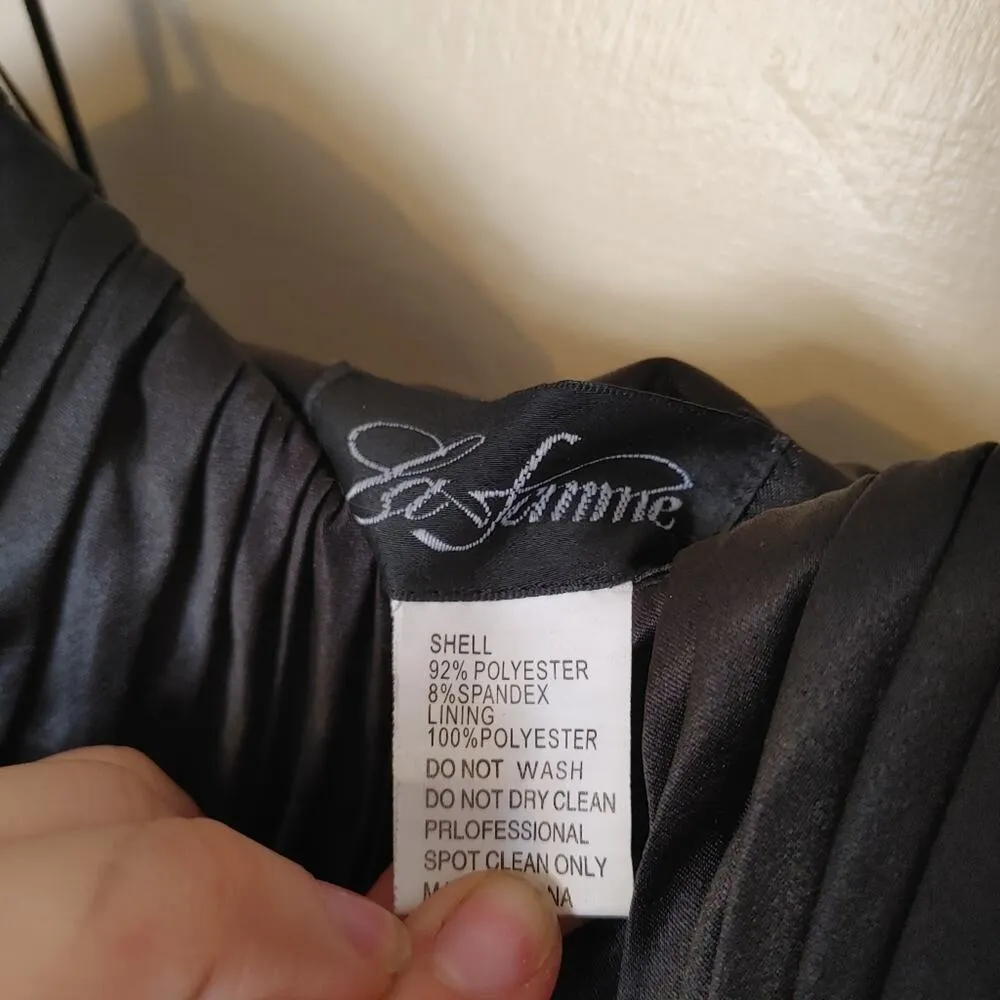 La Femme
SHELL
92% POLYESTER
8%SPANDEX
LINING
100%POLYESTER
DO NOT WASH
DO NOT DRY CLEAN
PRLOFESSIONAL
SPOT CLEAN ONLY